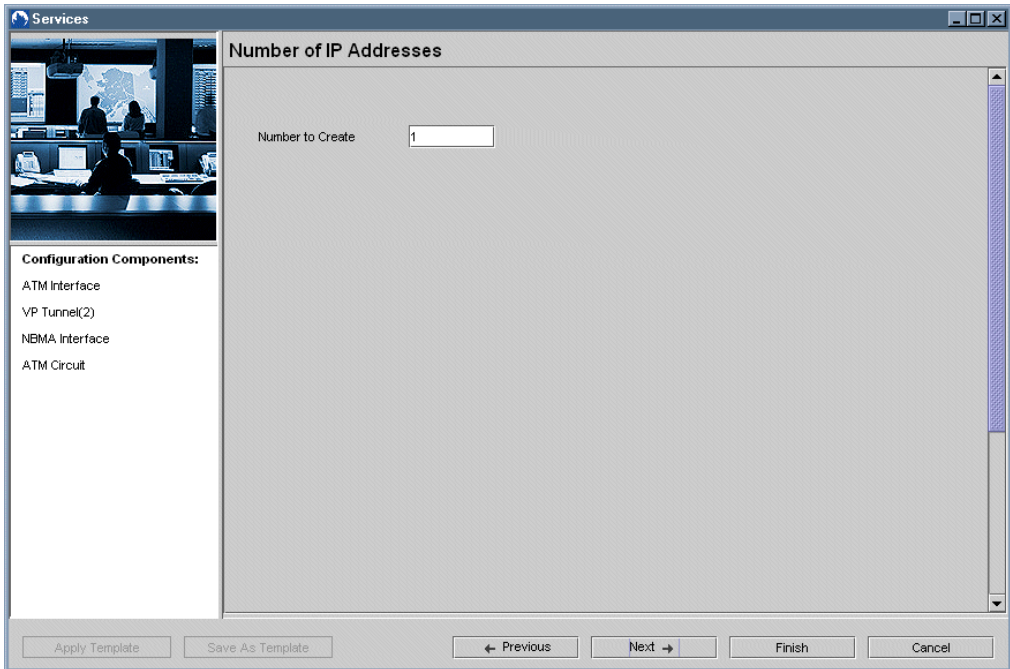 Services
Number of IP Addresses
Number to Create 1
Configuration Components:
ATM Interface
VP Tunnel(2)
NBMA Interface
ATM Circuit
Apply Template Save As Template ← Previous Next → Finish Cancel